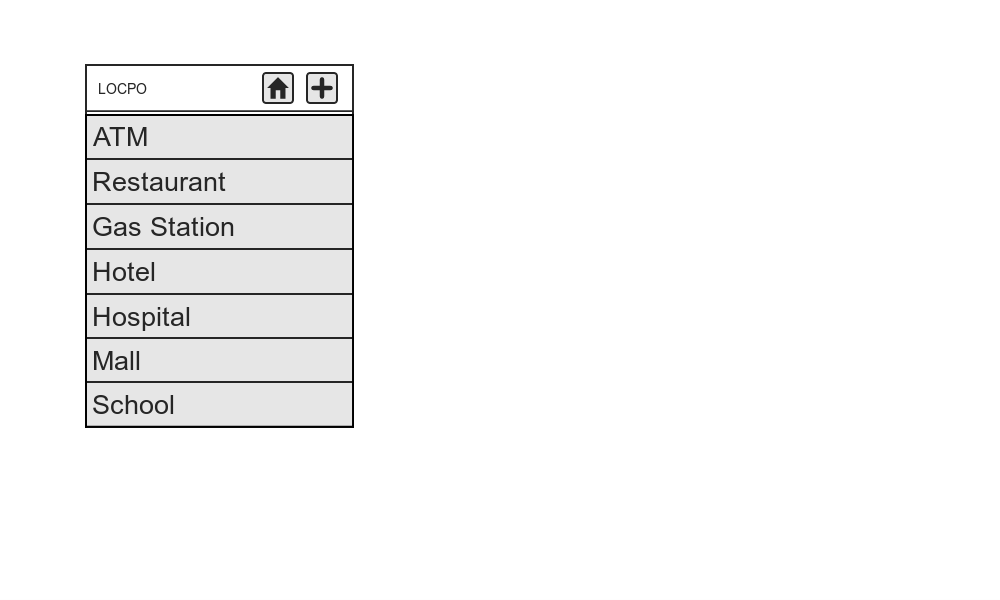 LOCPO
ATM
Restaurant
Gas Station
Hotel
Hospital
Mall
School